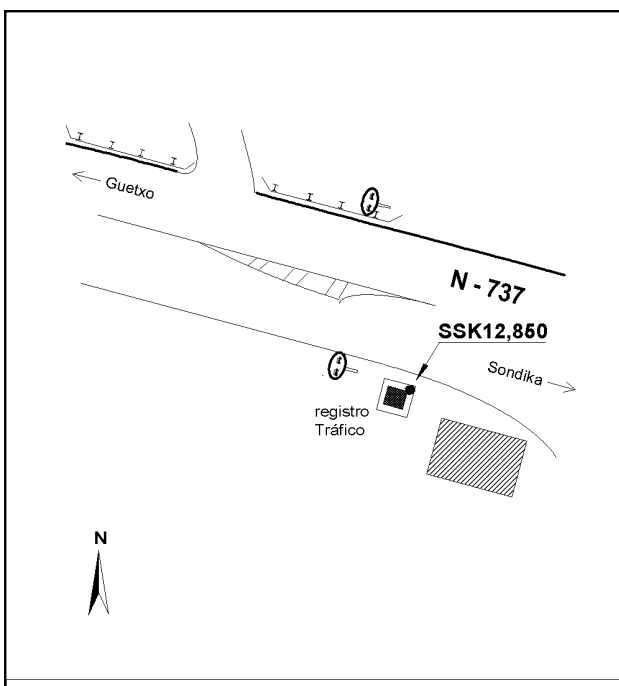 Guetxo
N - 737
SSK12,850
Sondika
registro
Tráfico
N